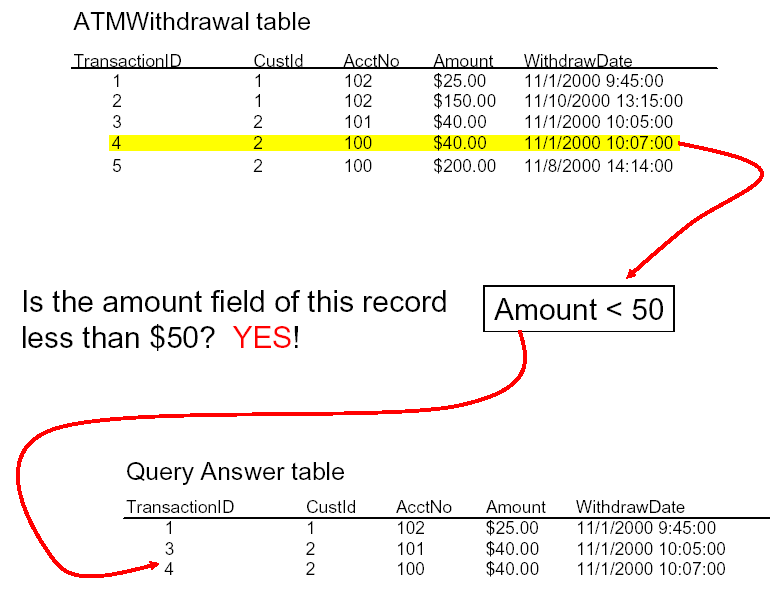 ATMWithdrawal table
TransactionID CustId AcctNo Amount WithdrawDate
1 1 102 $25.00 11/1/2000 9:45:00
2 1 102 $150.00 11/10/2000 13:15:00
3 2 101 $40.00 11/1/2000 10:05:00
4 2 100 $40.00 11/1/2000 10:07:00
5 2 100 $200.00 11/8/2000 14:14:00
Is the amount field of this record
less than $50? YES!
Amount < 50
Query Answer table
TransactionID CustId AcctNo Amount WithdrawDate
1 1 102 $25.00 11/1/2000 9:45:00
3 2 101 $40.00 11/1/2000 10:05:00
4 2 100 $40.00 11/1/2000 10:07:00